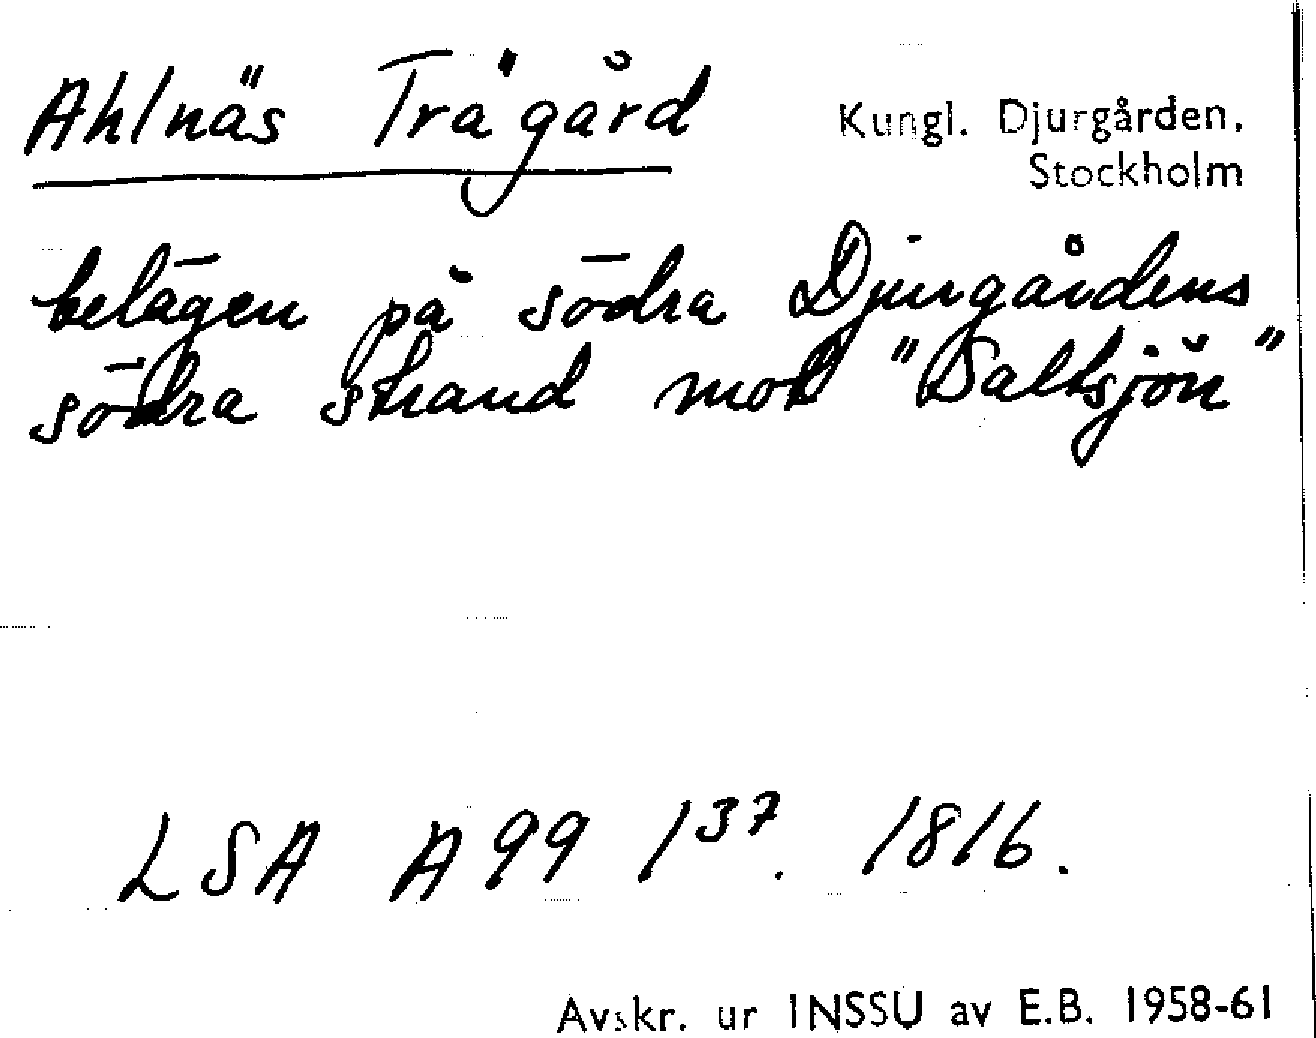 Ahlnäs Trägård
Kungl. Djurgården.
Stockholm
belägen på södra Djurgårdens
södra strand mot "Saltsjön"
LSA A99 1³⁷. 1816.
Avskr. ur INSSU av E.B. 1958-61